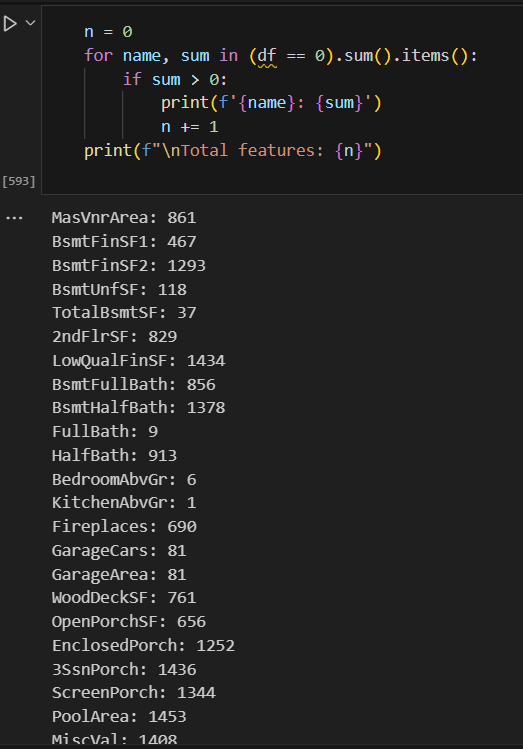 n = 0
for name, sum in (df == 0).sum().items():
if sum > 0:
print(f'{name}: {sum}')
n += 1
print(f"\nTotal features: {n}")
[593]
...
MasVnrArea: 861
BsmtFinSF1: 467
BsmtFinSF2: 1293
BsmtUnfSF: 118
TotalBsmtSF: 37
2ndFlrSF: 829
LowQualFinSF: 1434
BsmtFullBath: 856
BsmtHalfBath: 1378
FullBath: 9
HalfBath: 913
BedroomAbvGr: 6
KitchenAbvGr: 1
Fireplaces: 690
GarageCars: 81
GarageArea: 81
WoodDeckSF: 761
OpenPorchSF: 656
EnclosedPorch: 1252
3SsnPorch: 1436
ScreenPorch: 1344
PoolArea: 1453
MiscVal: 1408